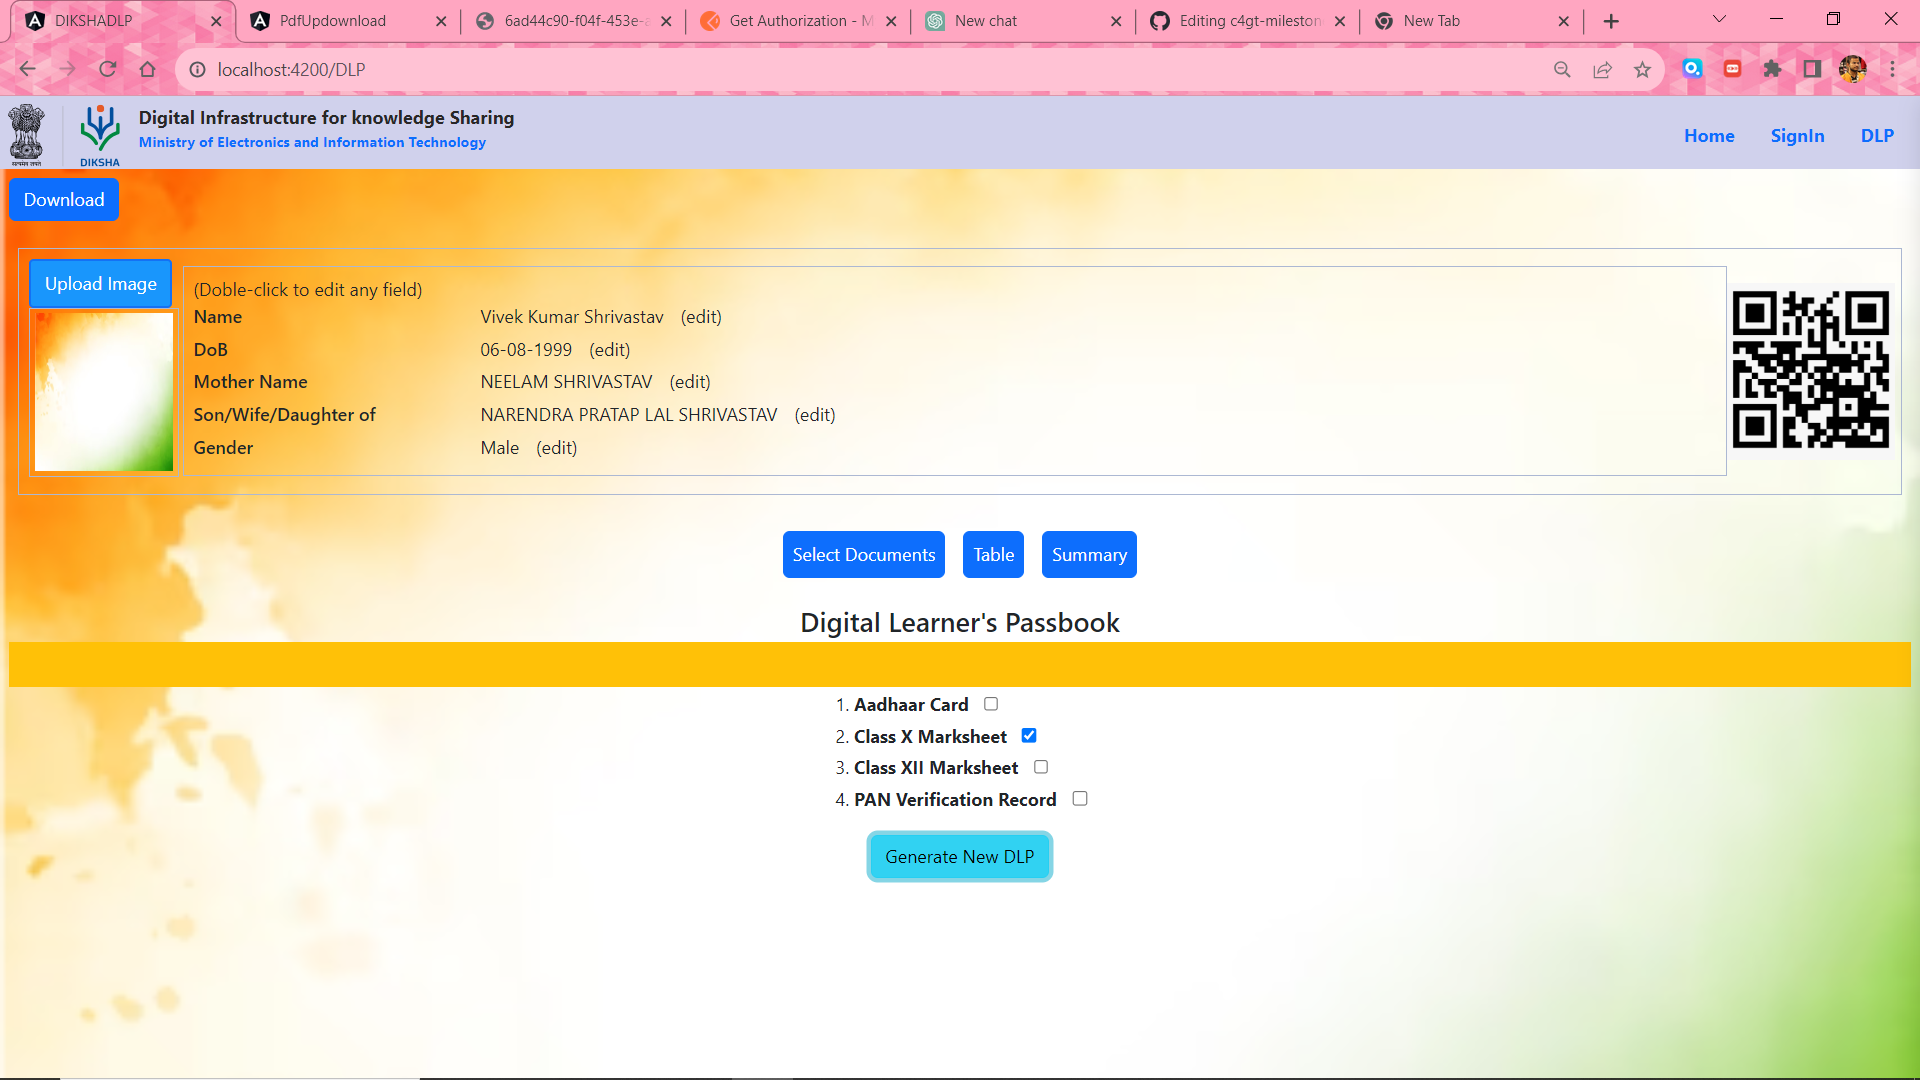 DIKSHADLP
PdfUpdownload
6ad44c90-f04f-453e-a
Get Authorization - M
New chat
Editing c4gt-milestone
New Tab
localhost:4200/DLP
सत्यमेव जयते
DIKSHA
Digital Infrastructure for knowledge Sharing
Ministry of Electronics and Information Technology
Home
SignIn
DLP
Download
Upload Image
(Doble-click to edit any field)
Name Vivek Kumar Shrivastav (edit)
DoB 06-08-1999 (edit)
Mother Name NEELAM SHRIVASTAV (edit)
Son/Wife/Daughter of NARENDRA PRATAP LAL SHRIVASTAV (edit)
Gender Male (edit)
Select Documents
Table
Summary
Digital Learner's Passbook
1. Aadhaar Card
2. Class X Marksheet
3. Class XII Marksheet
4. PAN Verification Record
Generate New DLP